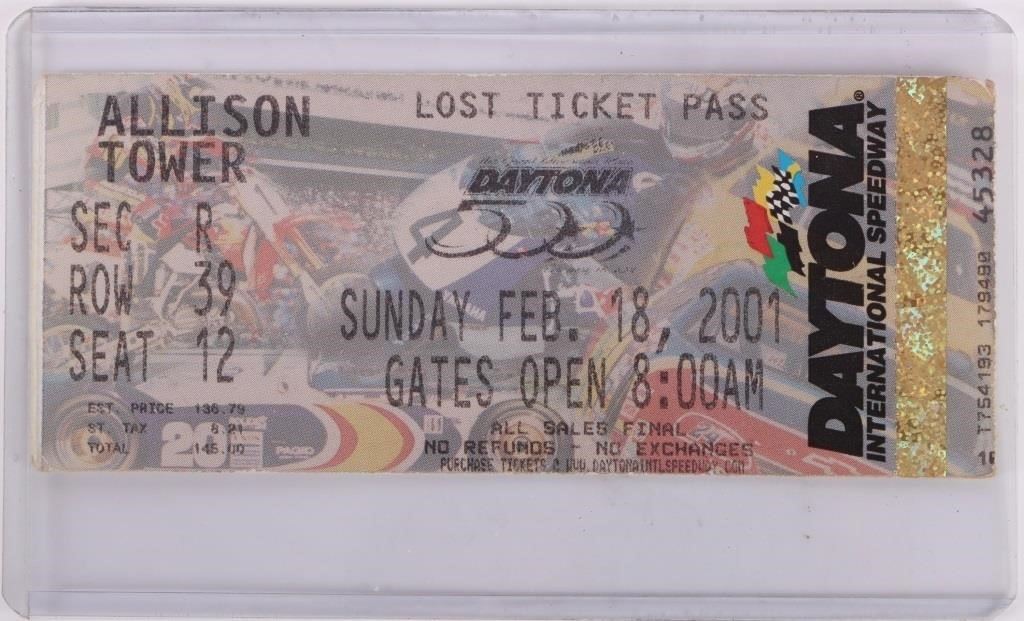 ALLISON
TOWER
SEC R
ROW 39
SEAT 12
EST. PRICE 136.79
ST. TAX 8.21
TOTAL 145.00
LOST TICKET PASS
DAYTONA
500
SUNDAY FEB. 18, 2001
GATES OPEN 8:00AM
ALL SALES FINAL
NO REFUNDS - NO EXCHANGES
PURCHASE TICKETS @ WWW.DAYTONAINTLSPEEDWAY.COM
DAYTONA®
INTERNATIONAL SPEEDWAY
T754193 179490 45328
YAMAHA